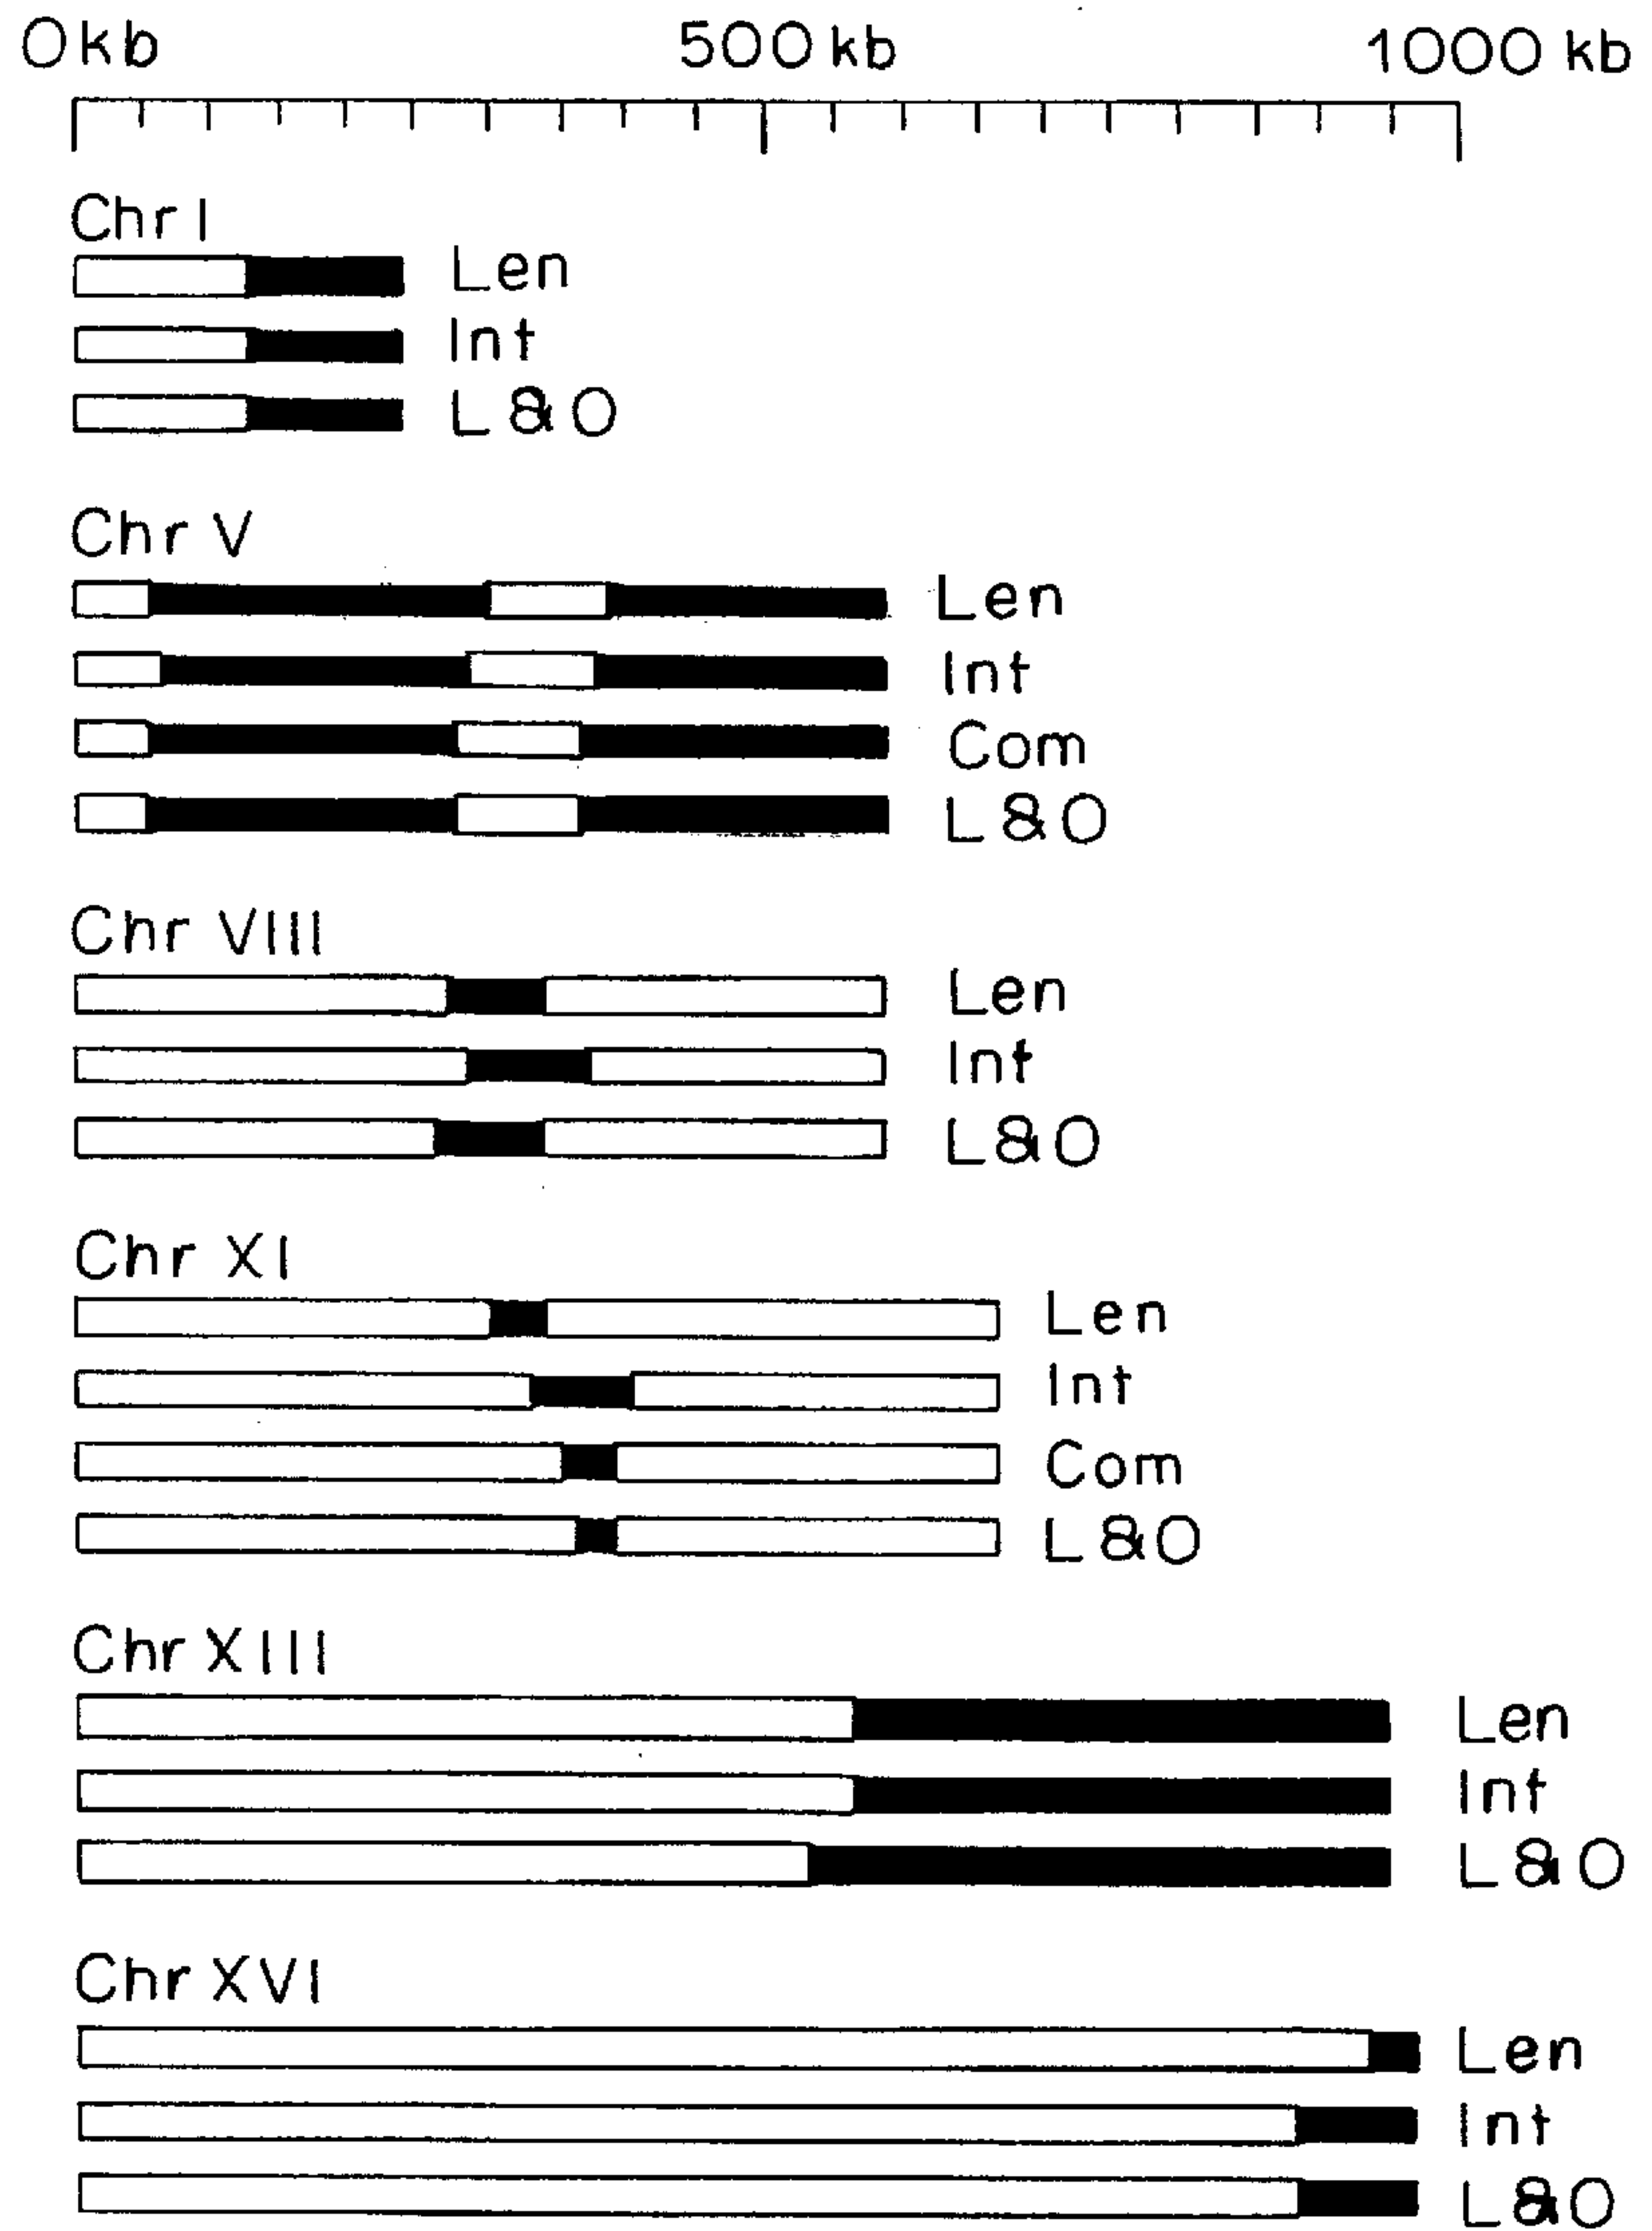 0kb 500kb 1000kb
Chr I
Len
Int
L&O
Chr V
Len
Int
Com
L&O
Chr VIII
Len
Int
L&O
Chr XI
Len
Int
Com
L&O
Chr XIII
Len
Int
L&O
Chr XVI
Len
Int
L&O